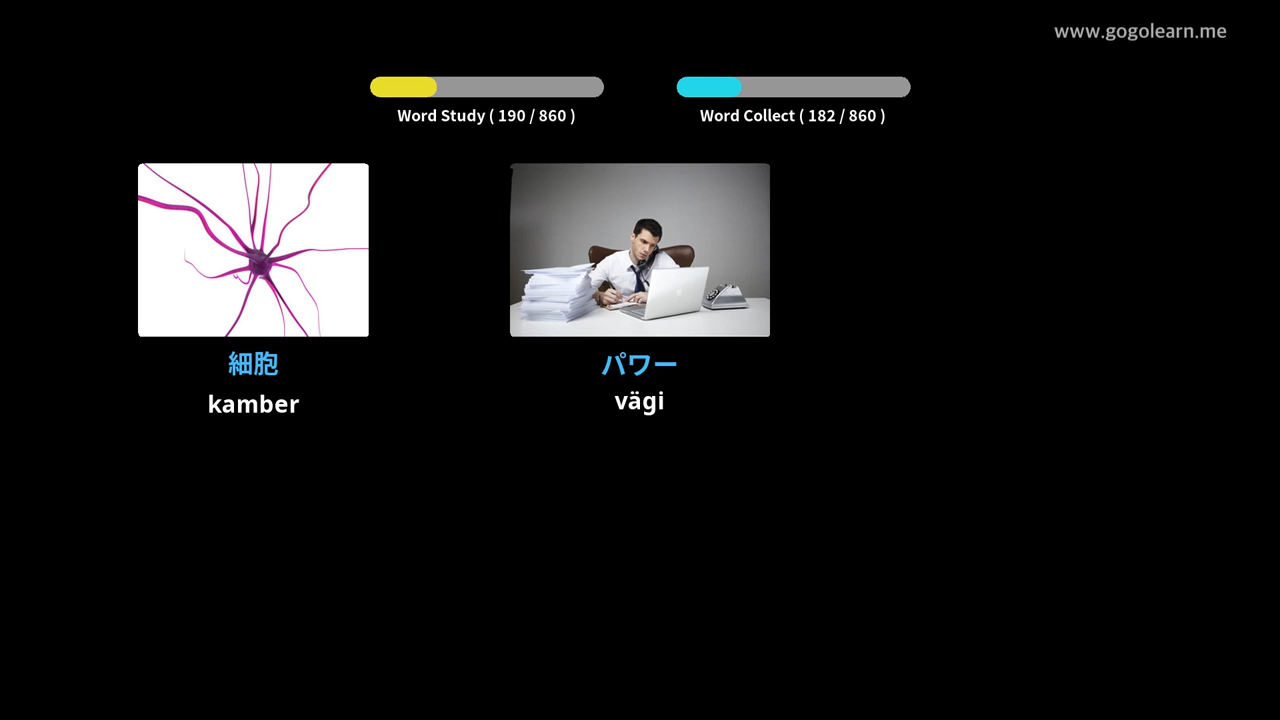 www.gogolearn.me
Word Study ( 190 / 860 )
Word Collect ( 182 / 860 )
細胞
kamber
パワー
vägi